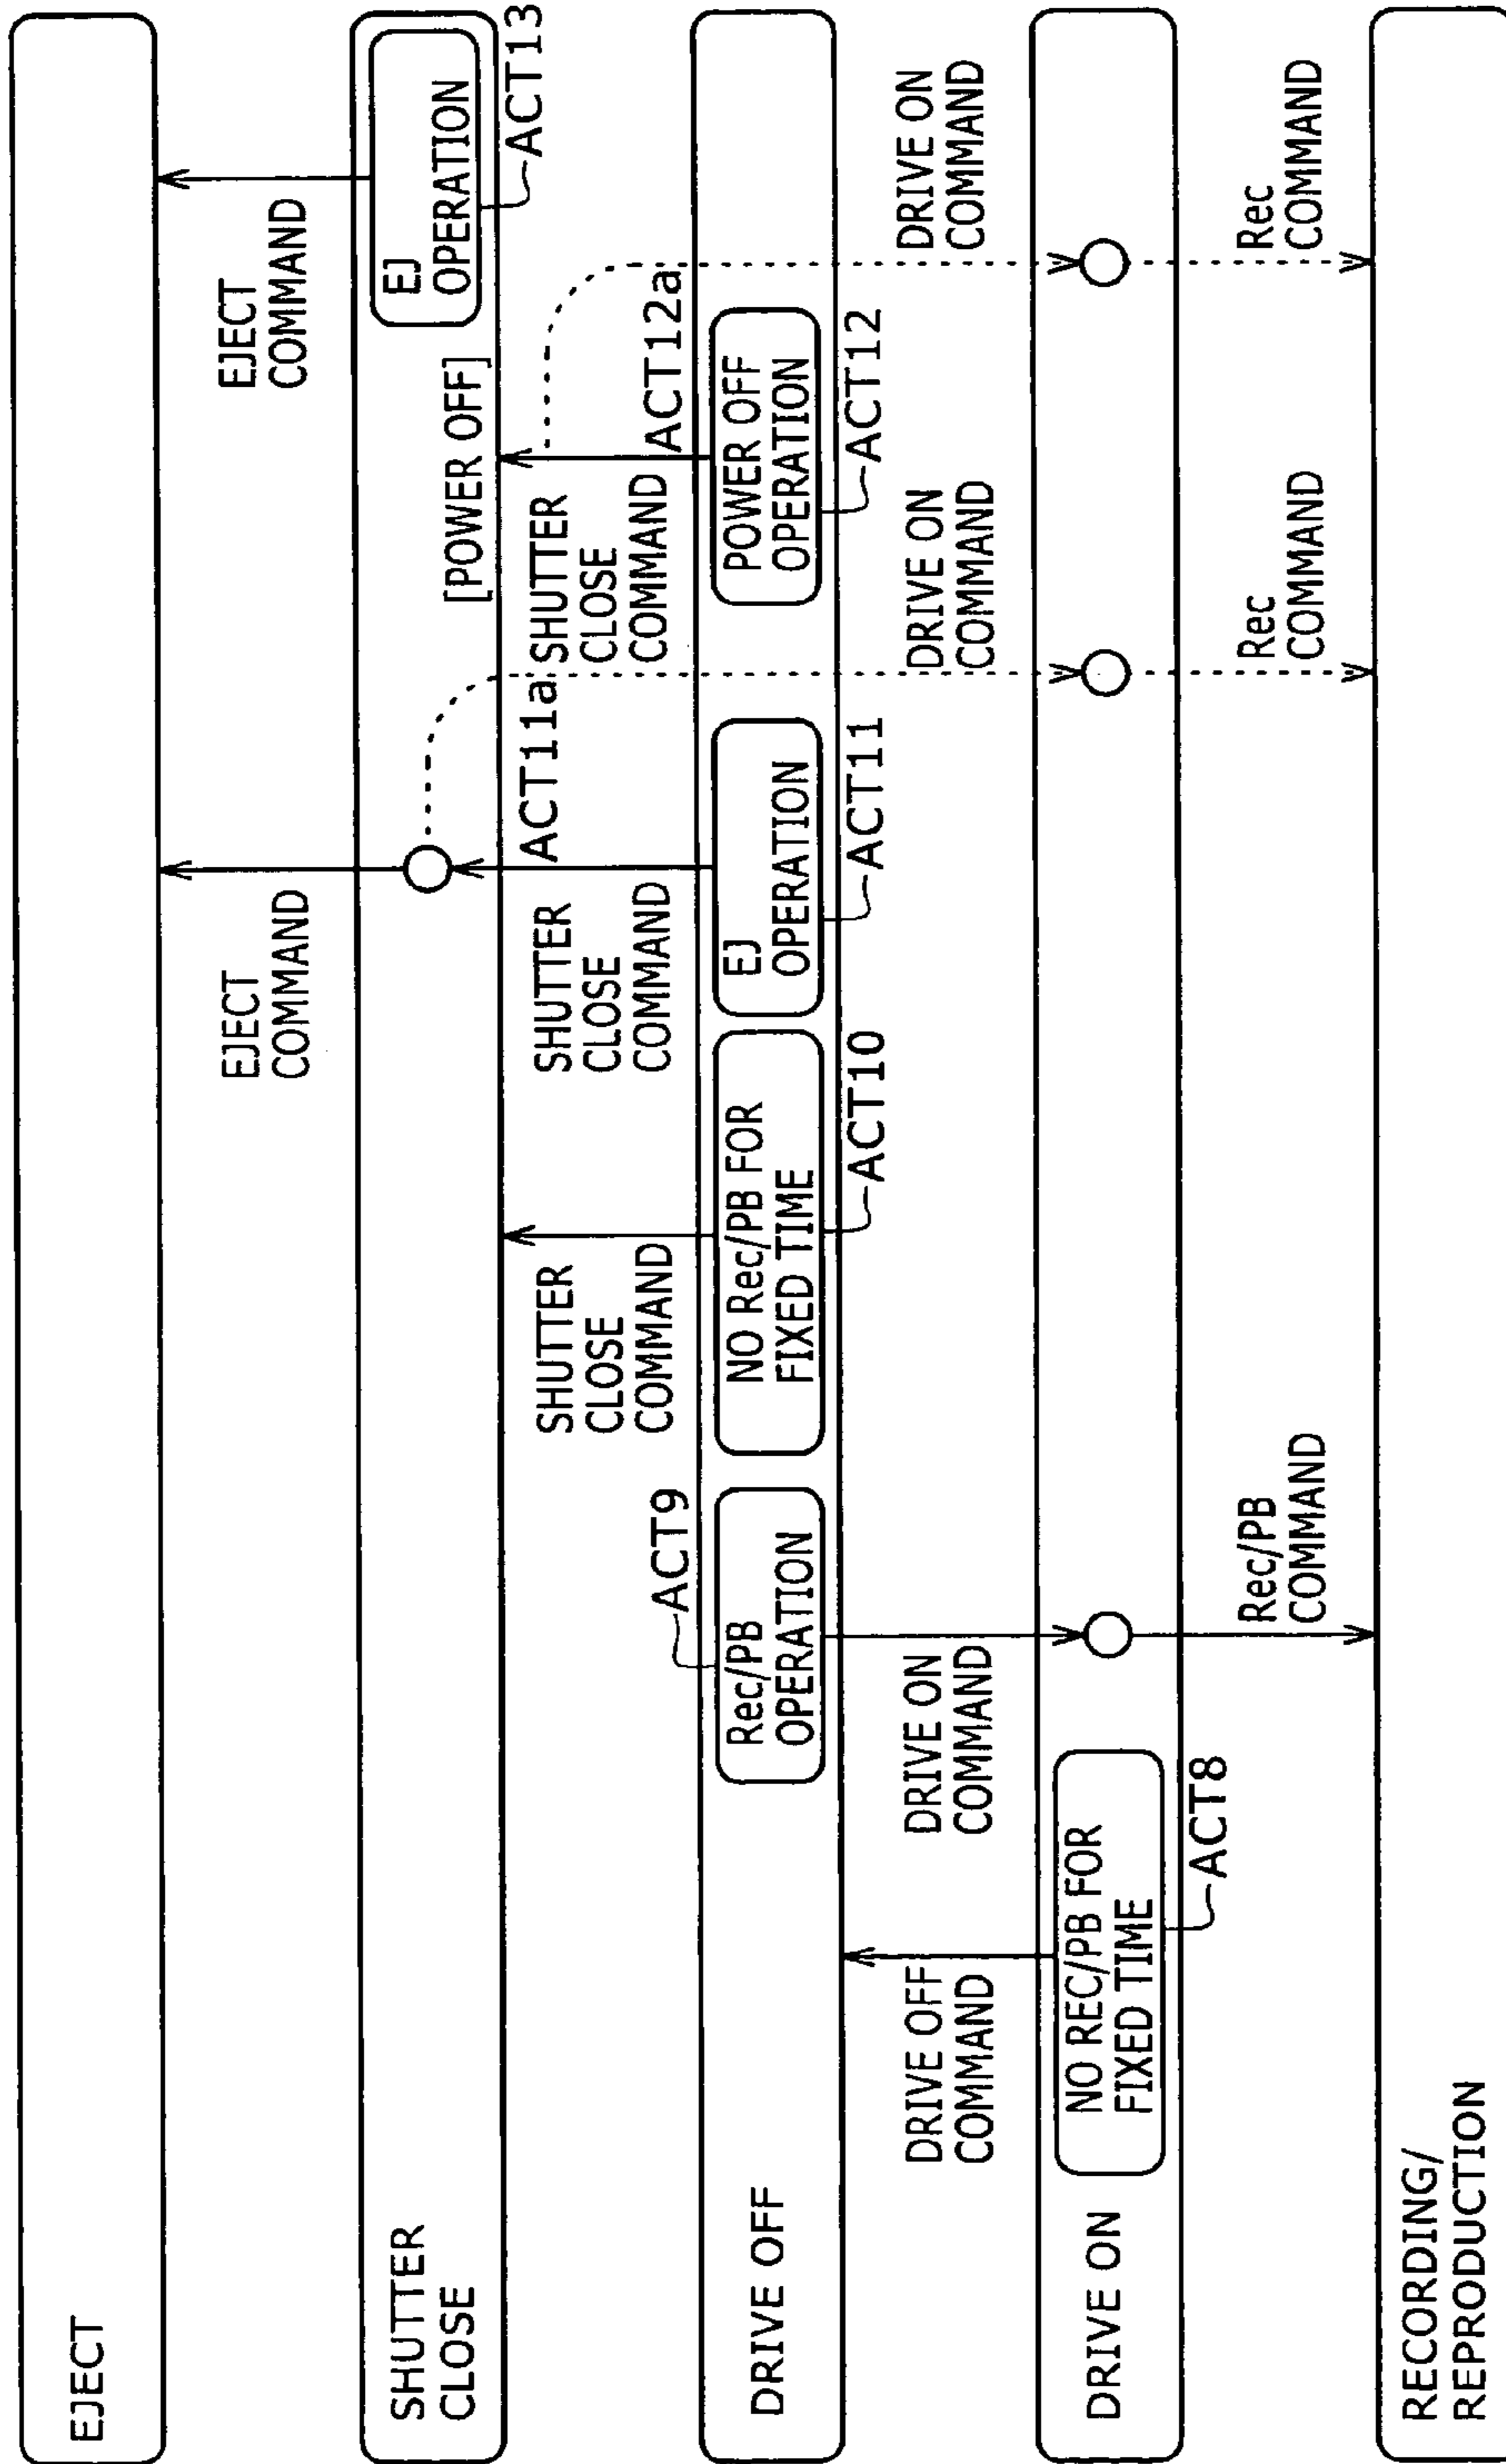 EJECT
EJECT
COMMAND
EJECT
COMMAND
SHUTTER
CLOSE
EJ
OPERATION
ACT13
[POWER OFF]
ACT9
SHUTTER
CLOSE
COMMAND
SHUTTER
CLOSE
COMMAND
ACT11a
SHUTTER
CLOSE
COMMAND
ACT12a
DRIVE OFF
Rec/PB
OPERATION
NO Rec/PB FOR
FIXED TIME
ACT10
EJ
OPERATION
ACT11
POWER OFF
OPERATION
ACT12
DRIVE OFF
COMMAND
DRIVE ON
COMMAND
DRIVE ON
COMMAND
DRIVE ON
COMMAND
DRIVE ON
NO REC/PB FOR
FIXED TIME
ACT8
Rec/PB
COMMAND
Rec
COMMAND
Rec
COMMAND
RECORDING/
REPRODUCTION